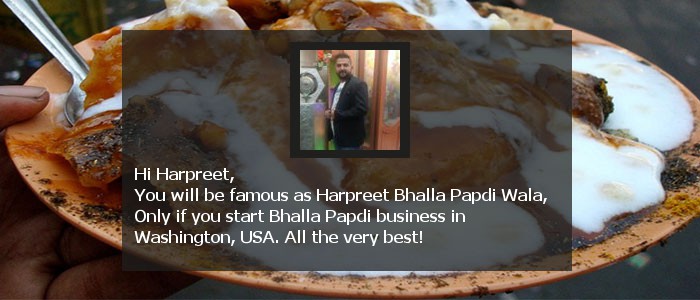 Hi Harpreet,
You will be famous as Harpreet Bhalla Papdi Wala,
Only if you start Bhalla Papdi business in
Washington, USA. All the very best!